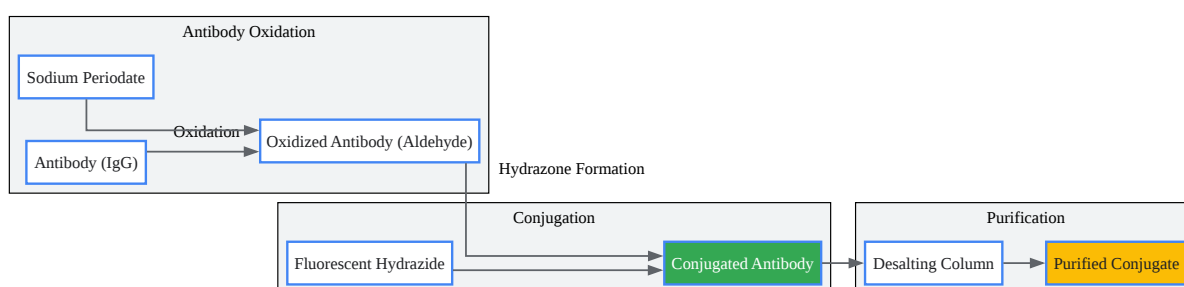 Antibody Oxidation
Sodium Periodate
Oxidation
Antibody (IgG)
Oxidized Antibody (Aldehyde)
Hydrazone Formation
Conjugation
Fluorescent Hydrazide
Conjugated Antibody
Purification
Desalting Column
Purified Conjugate